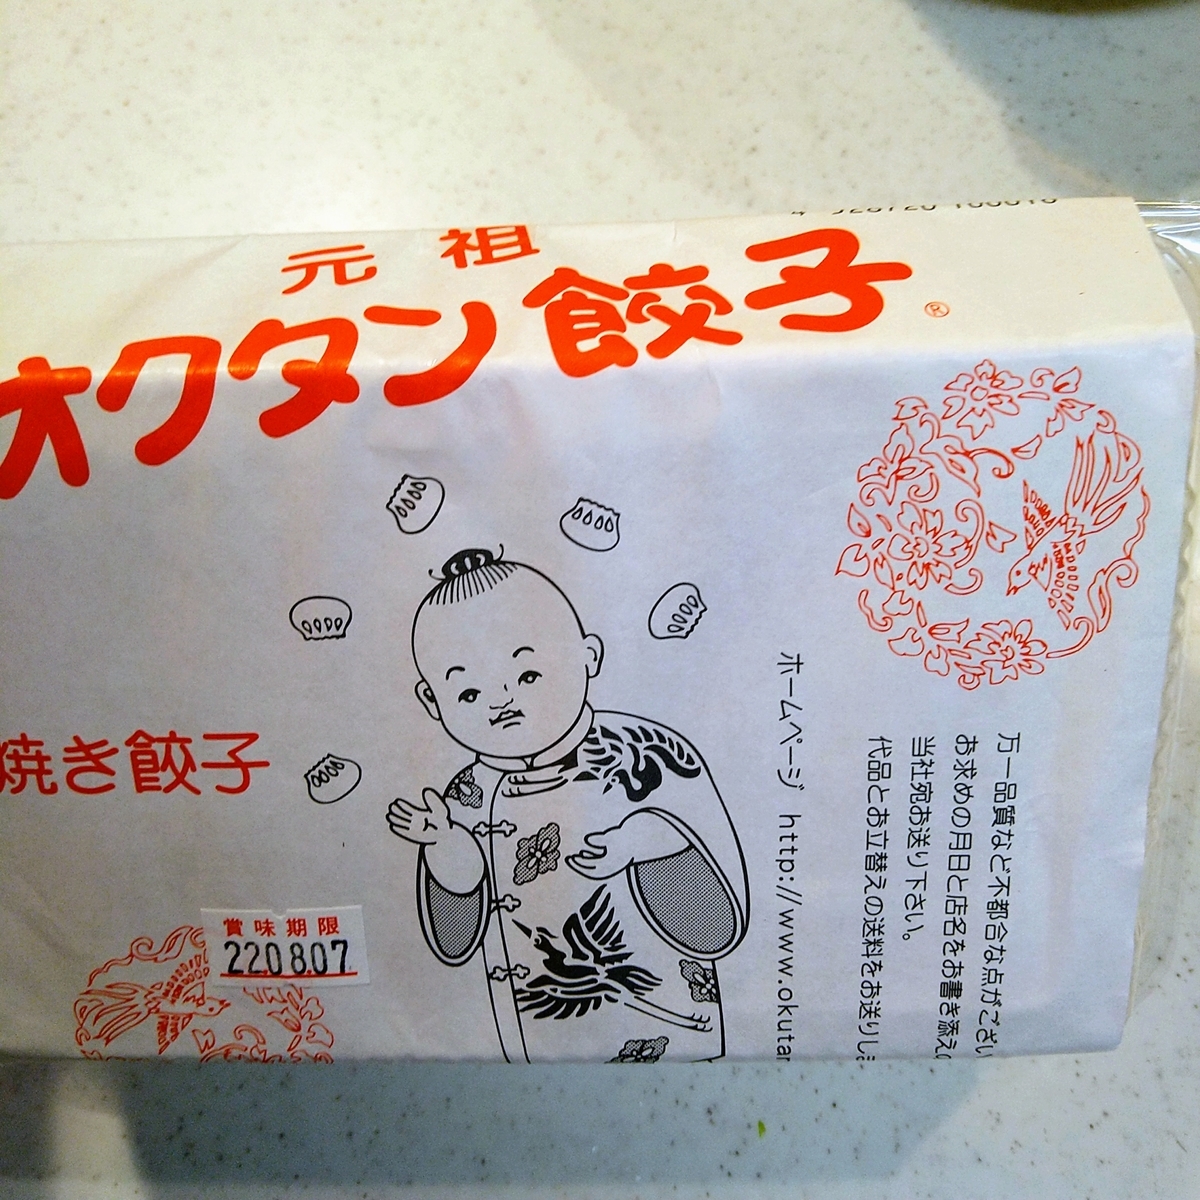 元祖
オクタン餃子
®
焼き餃子
賞味期限
220807
ホームページ http://www.okutan
万一品質など不都合な点がござい
お求めの月日と店名をお書き添えの
当社宛お送り下さい。
代品とお立替えの送料をお送りしま